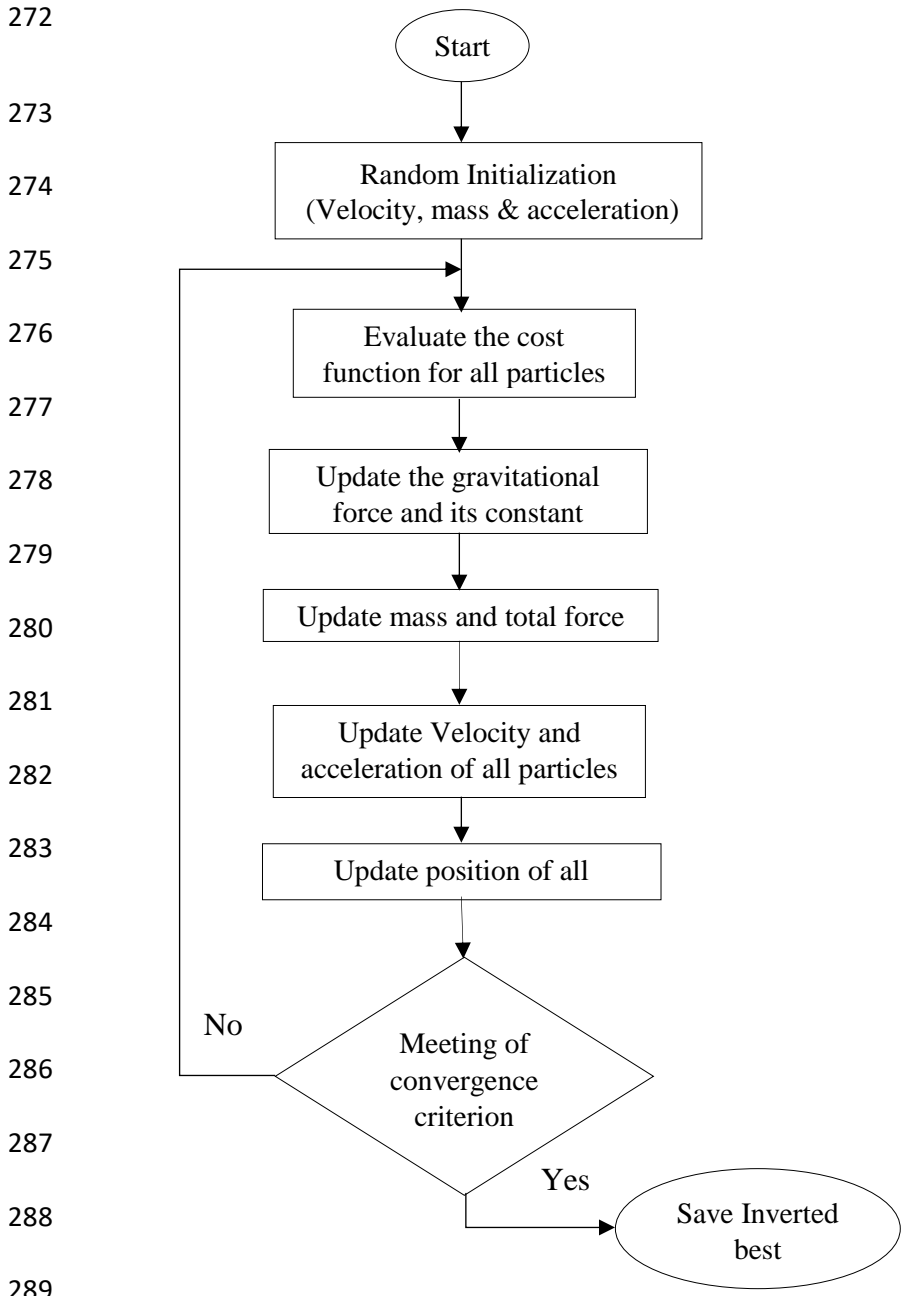 272
Start
273
274
Random Initialization
(Velocity, mass & acceleration)
275
276
Evaluate the cost
function for all particles
277
278
Update the gravitational
force and its constant
279
280
Update mass and total force
281
Update Velocity and
282
acceleration of all particles
283
Update position of all
284
285
No
Meeting of
286
convergence
criterion
287
Yes
288
Save Inverted
best
289